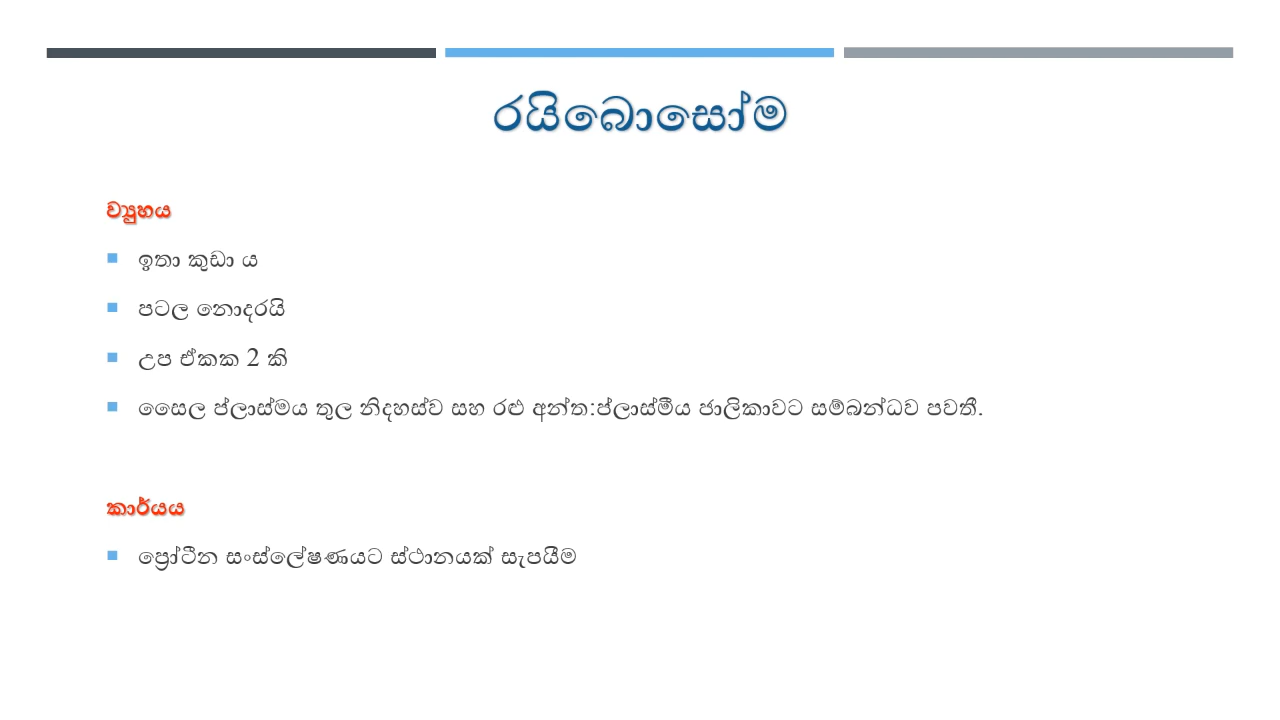 රයිබොසෝම
ව්‍යුහය
ඉතා කුඩා ය
පටල නොදරයි
උප ඒකක 2 කි
සෛල ප්ලාස්මය තුල නිදහස්ව සහ රළු අන්ත:ප්ලාස්මීය ජාලිකාවට සම්බන්ධව පවතී.
කාර්යය
ප්‍රෝටීන සංස්ලේෂණයට ස්ථානයක් සැපයීම